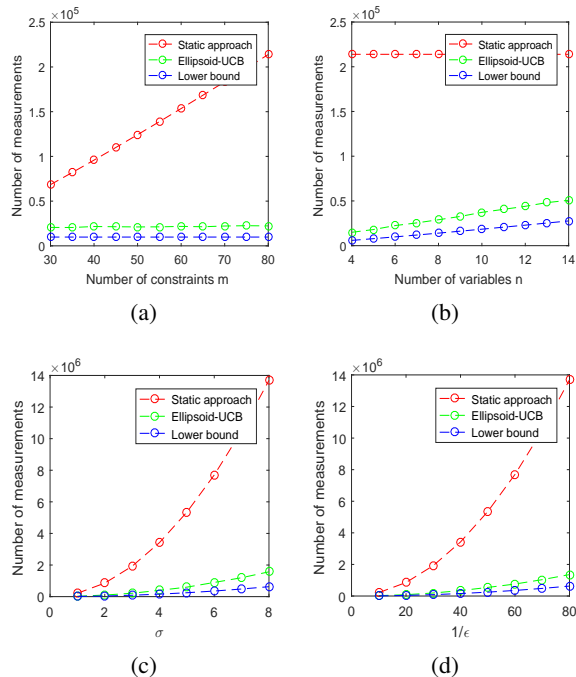 ×10^5
Number of measurements
2.5
2
1.5
1
0.5
0
30 40 50 60 70 80
Number of constraints m
Static approach
Ellipsoid-UCB
Lower bound
(a)
×10^5
Number of measurements
2.5
2
1.5
1
0.5
0
4 6 8 10 12 14
Number of variables n
Static approach
Ellipsoid-UCB
Lower bound
(b)
×10^6
Number of measurements
14
12
10
8
6
4
2
0
0 2 4 6 8
σ
Static approach
Ellipsoid-UCB
Lower bound
(c)
×10^6
Number of measurements
14
12
10
8
6
4
2
0
0 20 40 60 80
1/ϵ
Static approach
Ellipsoid-UCB
Lower bound
(d)